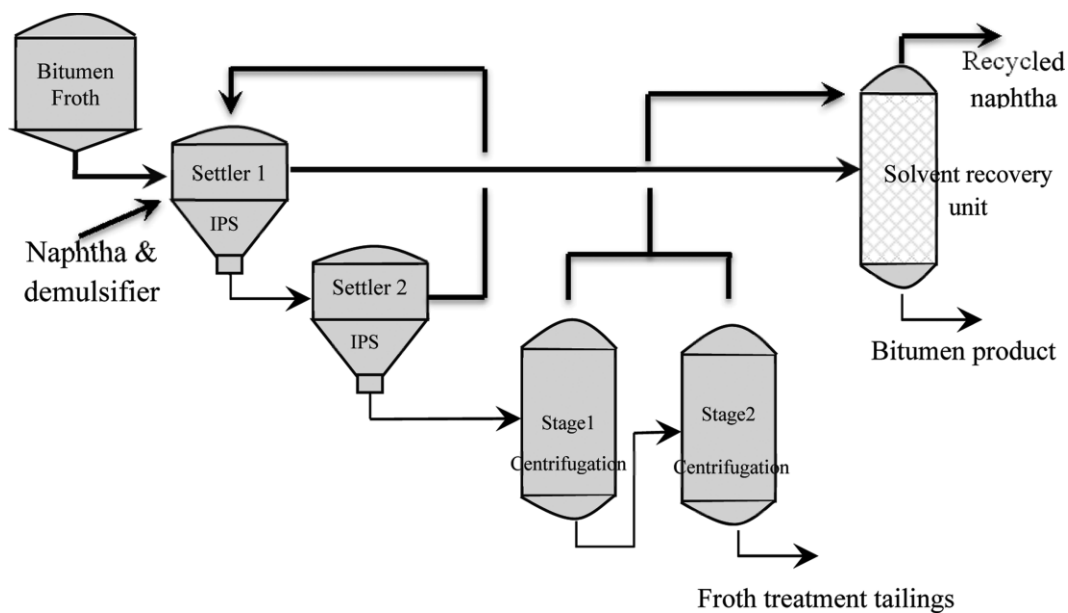 Bitumen
Froth
Recycled
naphtha
Settler 1
Solvent recovery
unit
IPS
Naphtha &
demulsifier
Settler 2
IPS
Bitumen product
Stage1
Centrifugation
Stage2
Centrifugation
Froth treatment tailings